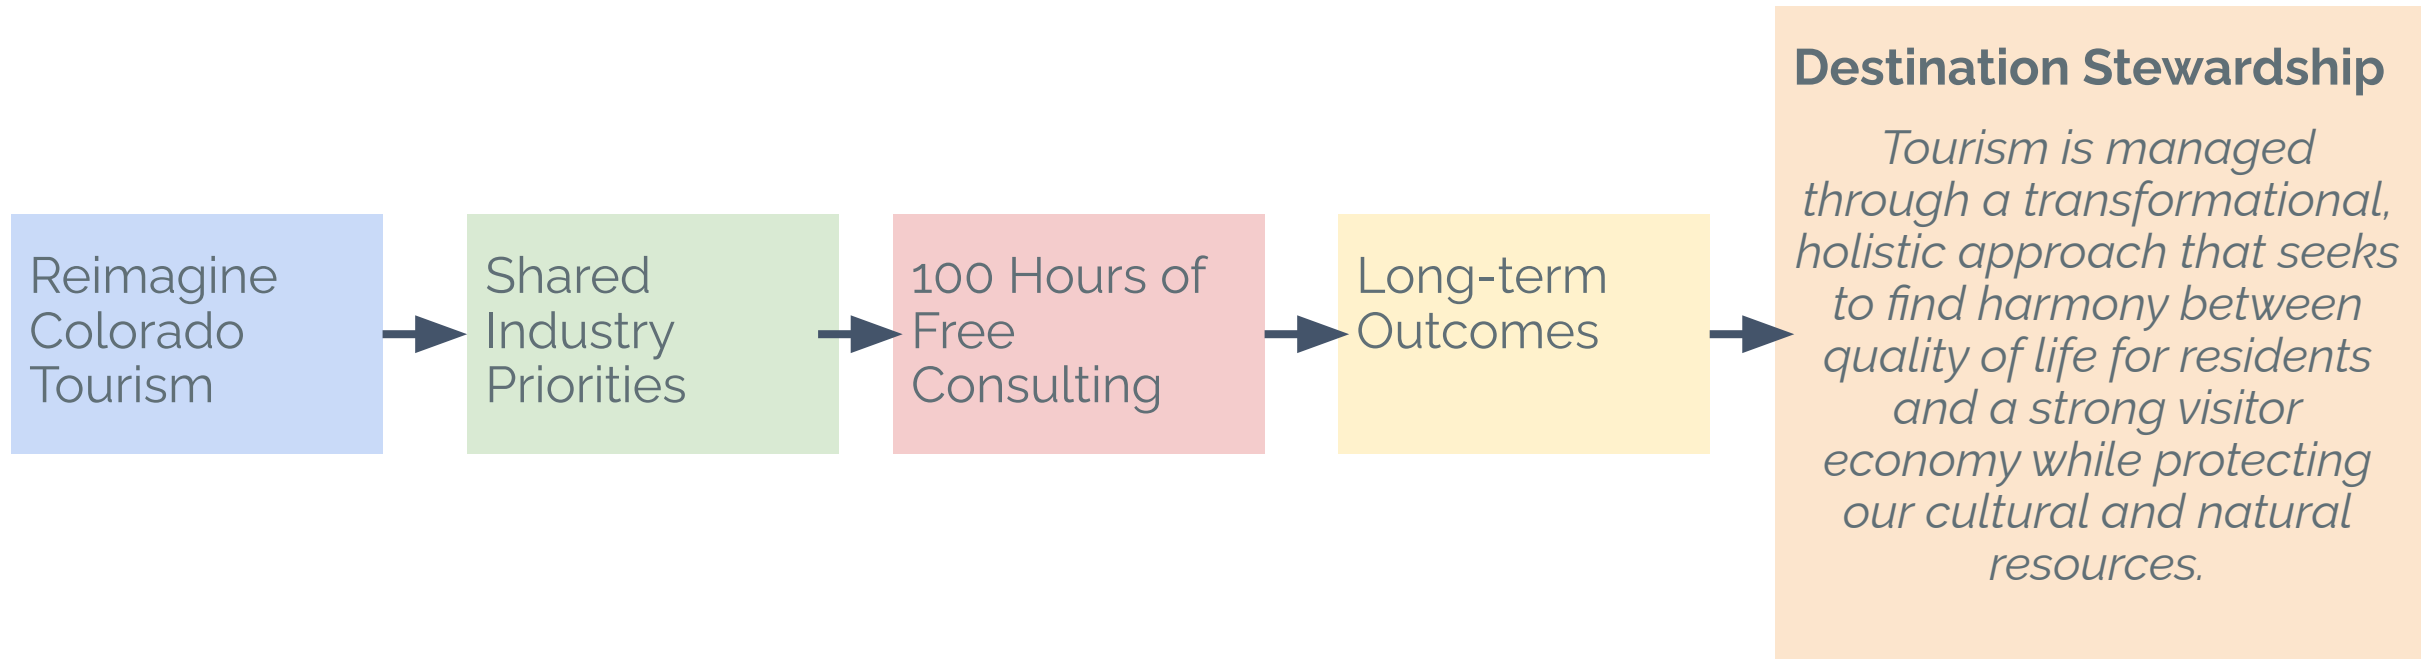 Reimagine
Colorado
Tourism
Shared
Industry
Priorities
100 Hours of
Free
Consulting
Long-term
Outcomes
Destination Stewardship
Tourism is managed
through a transformational,
holistic approach that seeks
to find harmony between
quality of life for residents
and a strong visitor
economy while protecting
our cultural and natural
resources.